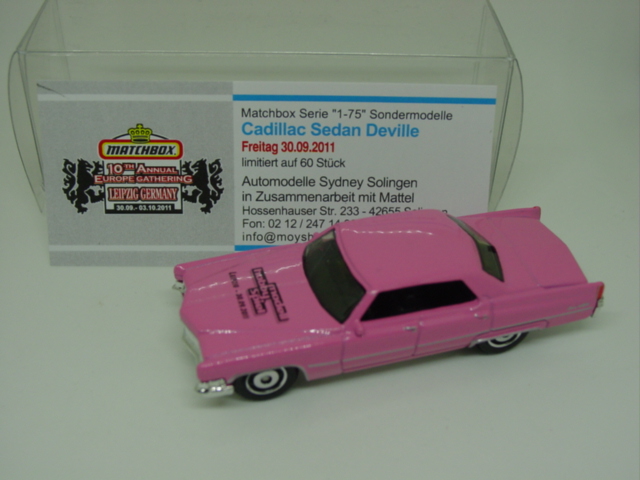 MATCHBOX
10TH ANNUAL
EUROPE GATHERING
LEIPZIG GERMANY
30.09.- 03.10.2011
Matchbox Serie "1-75" Sondermodelle
Cadillac Sedan Deville
Freitag 30.09.2011
limitiert auf 60 Stück
Automodelle Sydney Solingen
in Zusammenarbeit mit Mattel
Hossenhauser Str. 233 - 42655
Fon: 02 12 / 247